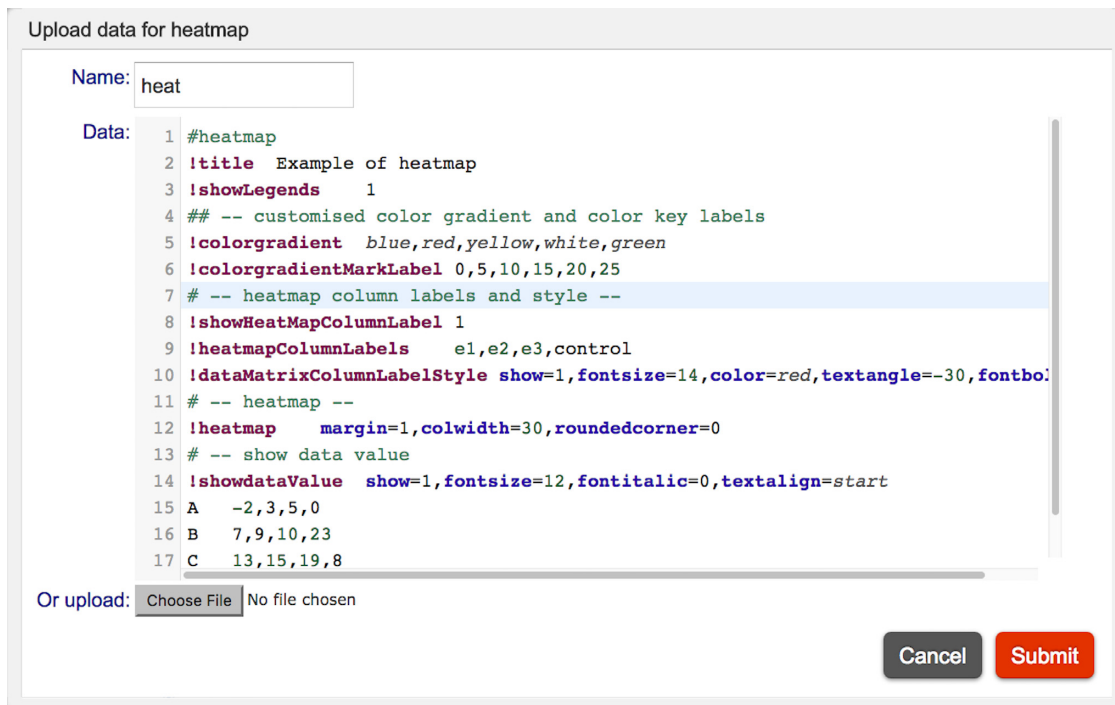 Upload data for heatmap
Name: heat
Data:
1 #heatmap
2 !title  Example of heatmap
3 !showLegends    1
4 ## -- customised color gradient and color key labels
5 !colorgradient  blue,red,yellow,white,green
6 !colorgradientMarkLabel 0,5,10,15,20,25
7 # -- heatmap column labels and style --
8 !showHeatMapColumnLabel 1
9 !heatmapColumnLabels    e1,e2,e3,control
10 !dataMatrixColumnLabelStyle show=1,fontsize=14,color=red,textangle=-30,fontbol
11 # -- heatmap --
12 !heatmap    margin=1,colwidth=30,roundedcorner=0
13 # -- show data value
14 !showdataValue  show=1,fontsize=12,fontitalic=0,textalign=start
15 A   -2,3,5,0
16 B   7,9,10,23
17 C   13,15,19,8
Or upload: Choose File No file chosen
Cancel Submit